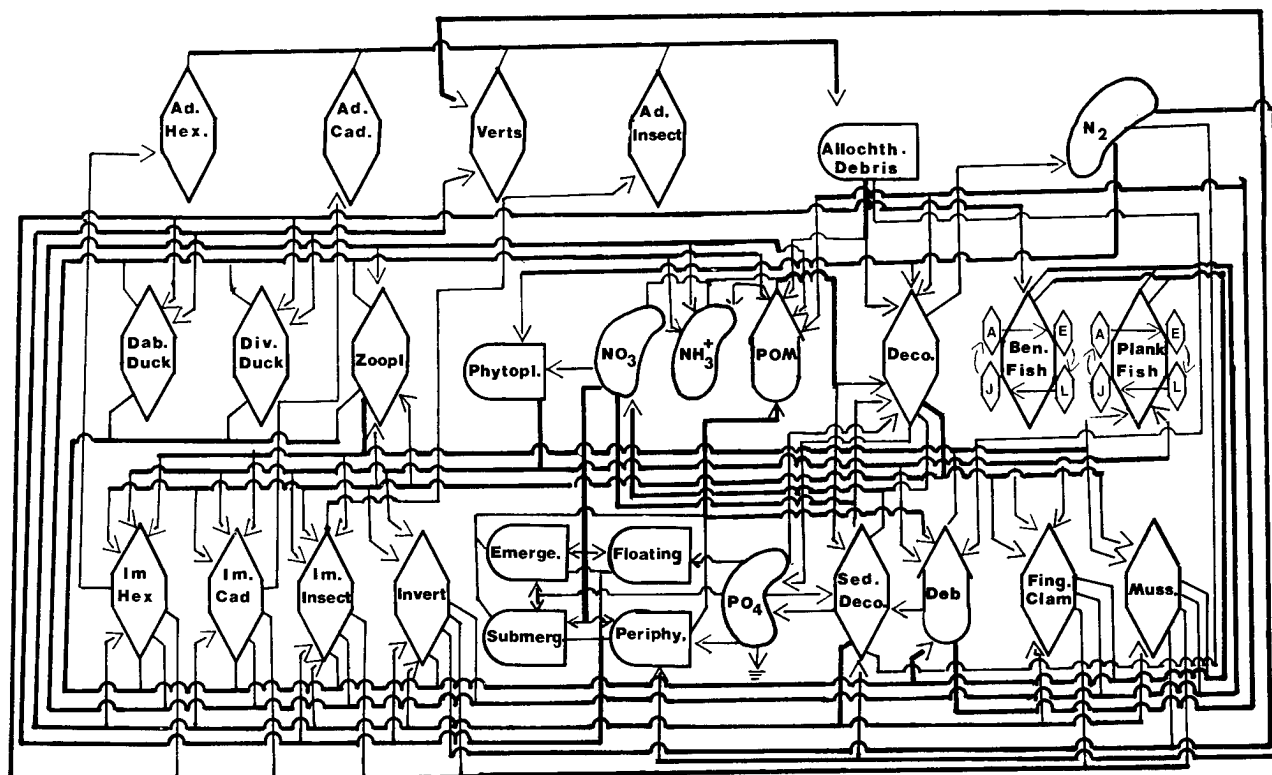 Ad.
Hex.
Ad.
Cad.
Verts
Ad.
Insect
Allochth.
Debris
N2
Dab.
Duck
Div.
Duck
Zoopl.
Phytopl.
NO3
NH3+
POM
Deco.
A
E
Ben.
Fish
J
L
A
E
Plank
Fish
J
L
Im
Hex
Im.
Cad
Im.
Insect
Invert
Emerge.
Floating
Submerg.
Periphy.
PO4
Sed.
Deco.
Deb
Fing.
Clam
Muss.